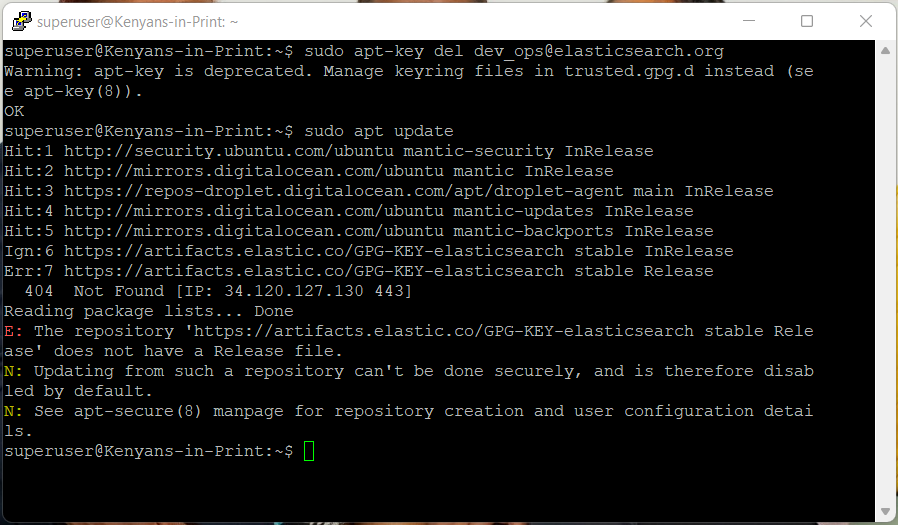 superuser@Kenyans-in-Print: ~
superuser@Kenyans-in-Print:~$ sudo apt-key del dev_ops@elasticsearch.org
Warning: apt-key is deprecated. Manage keyring files in trusted.gpg.d instead (se
e apt-key(8)).
OK
superuser@Kenyans-in-Print:~$ sudo apt update
Hit:1 http://security.ubuntu.com/ubuntu mantic-security InRelease
Hit:2 http://mirrors.digitalocean.com/ubuntu mantic InRelease
Hit:3 https://repos-droplet.digitalocean.com/apt/droplet-agent main InRelease
Hit:4 http://mirrors.digitalocean.com/ubuntu mantic-updates InRelease
Hit:5 http://mirrors.digitalocean.com/ubuntu mantic-backports InRelease
Ign:6 https://artifacts.elastic.co/GPG-KEY-elasticsearch stable InRelease
Err:7 https://artifacts.elastic.co/GPG-KEY-elasticsearch stable Release
  404  Not Found [IP: 34.120.127.130 443]
Reading package lists... Done
E: The repository 'https://artifacts.elastic.co/GPG-KEY-elasticsearch stable Rele
ase' does not have a Release file.
N: Updating from such a repository can't be done securely, and is therefore disab
led by default.
N: See apt-secure(8) manpage for repository creation and user configuration detai
ls.
superuser@Kenyans-in-Print:~$